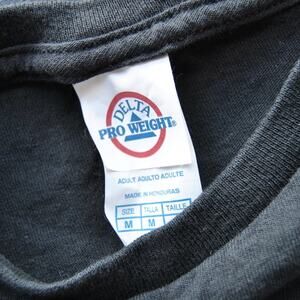 DELTA
PRO WEIGHT®
ADULT ADULTO ADULTE
MADE IN HONDURAS
SIZE TALLA TAILLE
M M